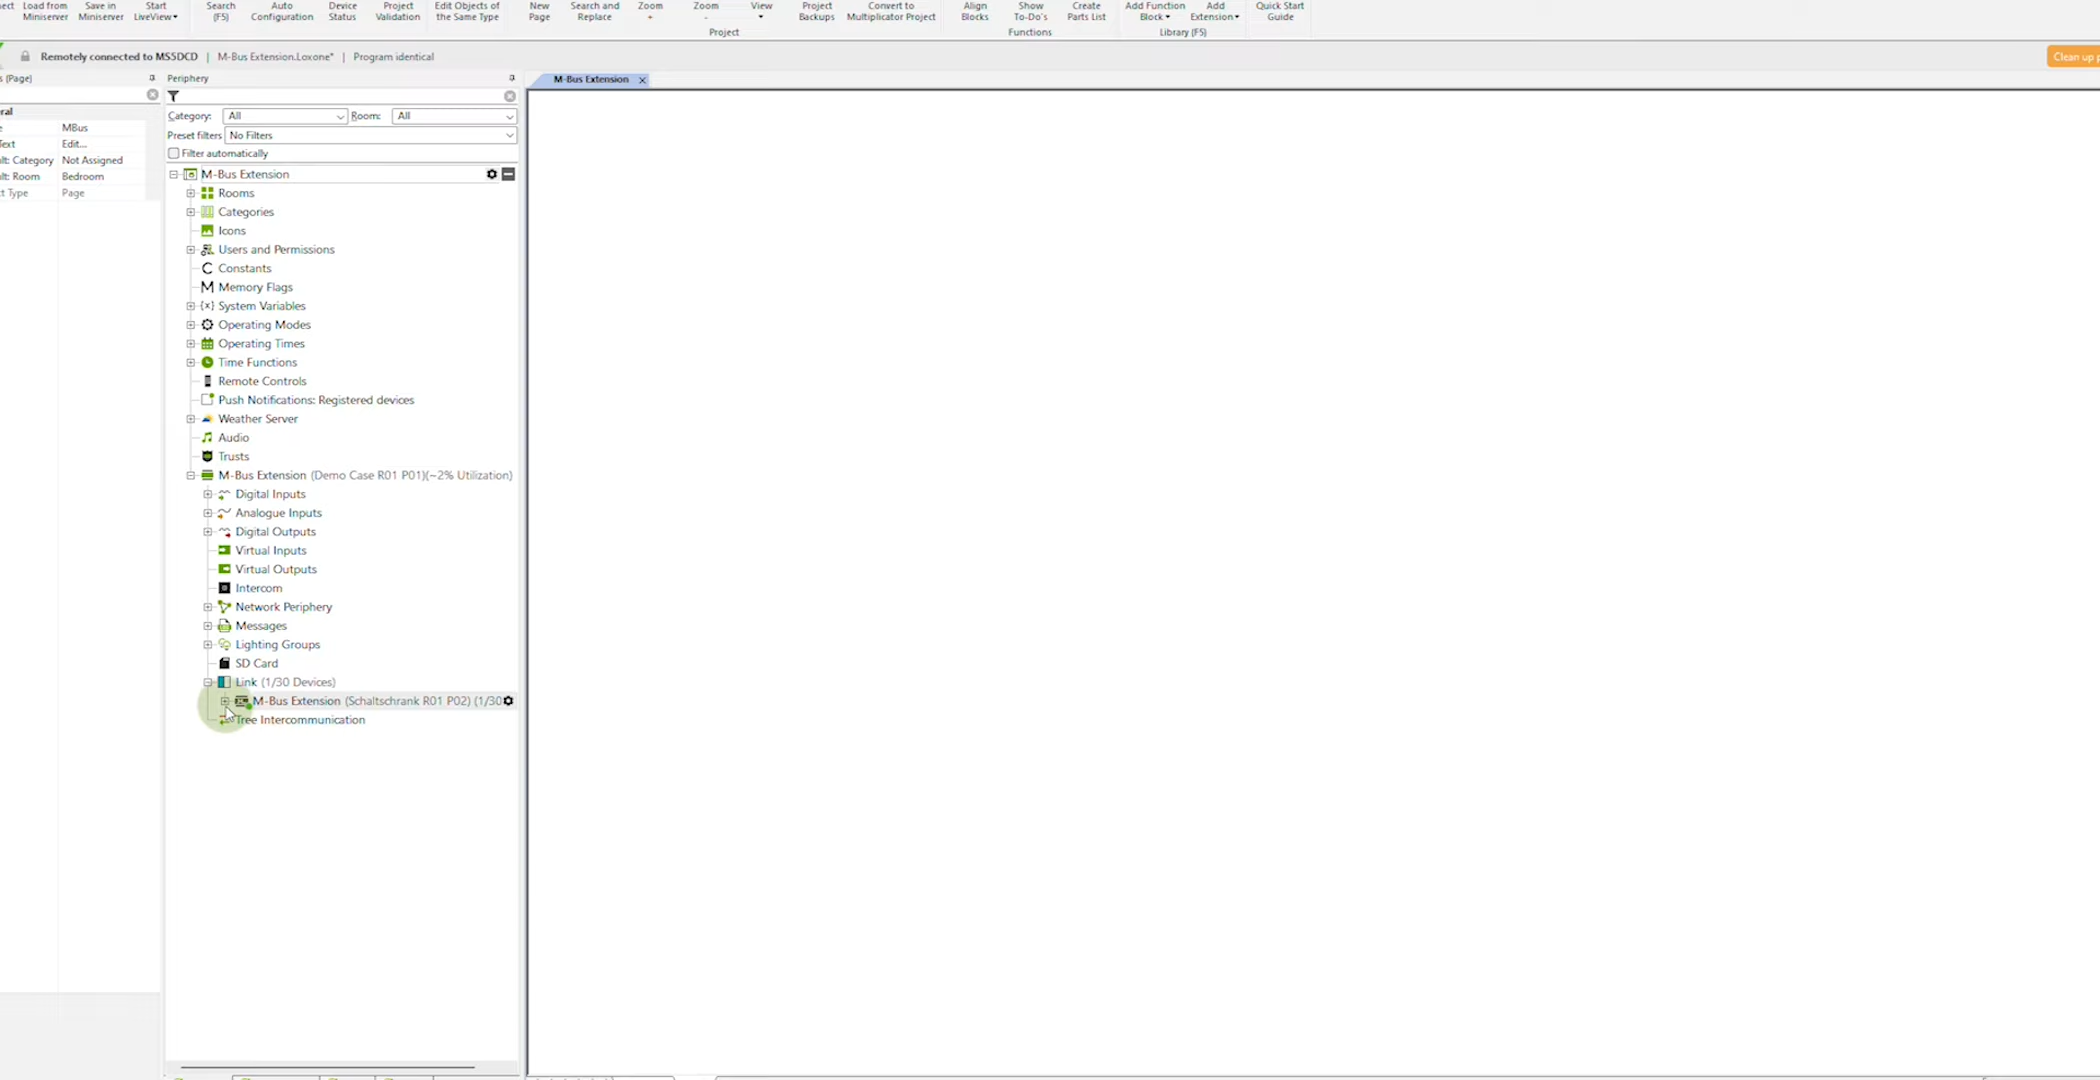 Load from Miniserver
Save in Miniserver
Start LiveView
Search (F5)
Auto Configuration
Device Status
Project Validation
Edit Objects of the Same Type
New Page
Search and Replace
Zoom +
Zoom -
View
Project Backups
Convert to Multiplicator Project
Align Blocks
Show To-Do's
Create Parts List
Add Function Block
Add Extension
Quick Start Guide
Project
Functions
Library (F5)
Remotely connected to MS5DCD | M-Bus Extension.Loxone* | Program identical
Clean up
(Page)
MBus
Edit...
Category Not Assigned
Room Bedroom
Type Page
Periphery
Category: All Room: All
Preset filters No Filters
Filter automatically
M-Bus Extension
Rooms
Categories
Icons
Users and Permissions
Constants
Memory Flags
System Variables
Operating Modes
Operating Times
Time Functions
Remote Controls
Push Notifications: Registered devices
Weather Server
Audio
Trusts
M-Bus Extension (Demo Case R01 P01)(~2% Utilization)
Digital Inputs
Analogue Inputs
Digital Outputs
Virtual Inputs
Virtual Outputs
Intercom
Network Periphery
Messages
Lighting Groups
SD Card
Link (1/30 Devices)
M-Bus Extension (Schaltschrank R01 P02) (1/30
Tree Intercommunication
M-Bus Extension